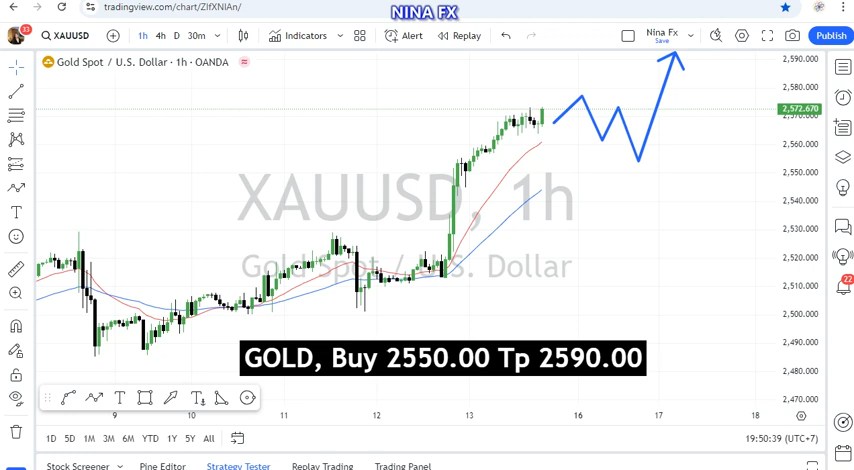 NINA FX
tradingview.com/chart/ZIfXNIAn/
33
XAUUSD 1h 4h D 30m Indicators Alert Replay Nina Fx Save Publish
Gold Spot / U.S. Dollar · 1h · OANDA
2,590.000
2,580.000
2,572.670
2,570.000
2,560.000
2,550.000
2,540.000
2,530.000
2,520.000
2,510.000
2,500.000
2,490.000
2,480.000
2,470.000
XAUUSD, 1h
Gold Spot / U.S. Dollar
22
GOLD, Buy 2550.00 Tp 2590.00
9 10 11 12 13 16 17 18
1D 5D 1M 3M 6M YTD 1Y 5Y All 19:50:39 (UTC+7)
Stock Screener Pine Editor Strategy Tester Replay Trading Trading Panel